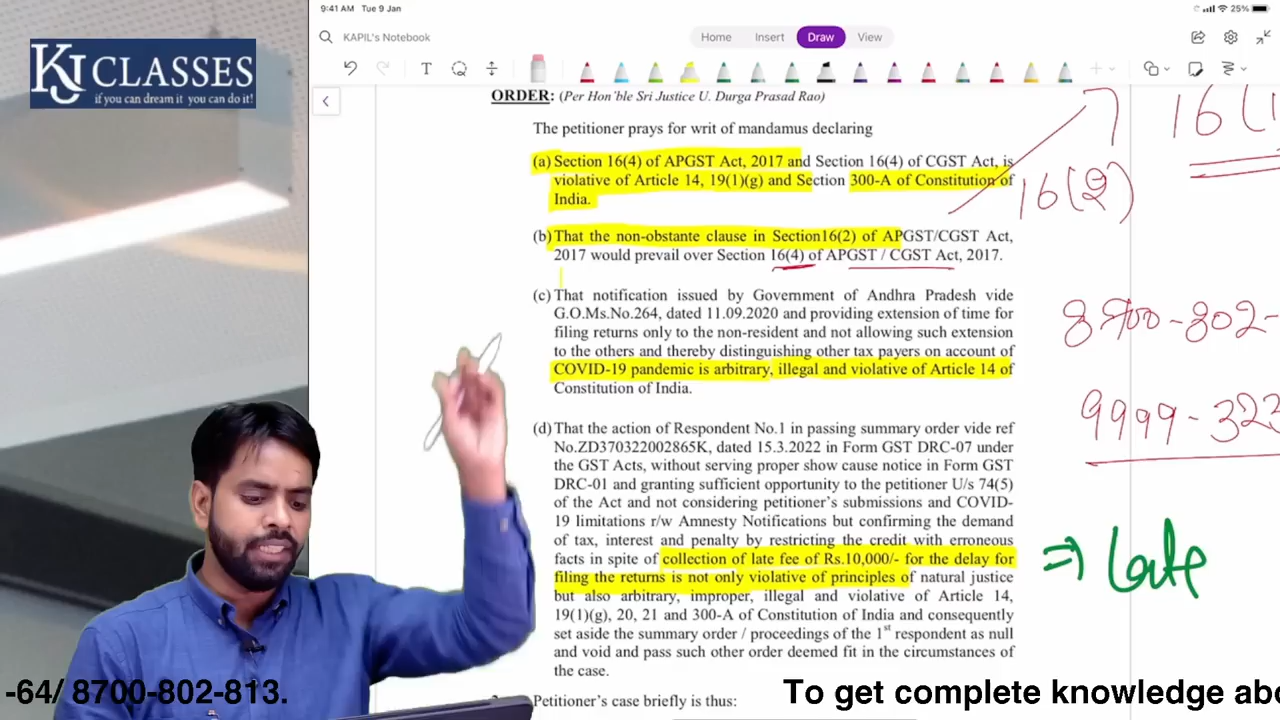 9:41 AM Tue 9 Jan
25%
KAPIL's Notebook
Home Insert Draw View
KJ CLASSES
if you can dream it you can do it!
ORDER: (Per Hon'ble Sri Justice U. Durga Prasad Rao)
The petitioner prays for writ of mandamus declaring
(a) Section 16(4) of APGST Act, 2017 and Section 16(4) of CGST Act, is
violative of Article 14, 19(1)(g) and Section 300-A of Constitution of
India.
(b) That the non-obstante clause in Section16(2) of APGST/CGST Act,
2017 would prevail over Section 16(4) of APGST / CGST Act, 2017.
(c) That notification issued by Government of Andhra Pradesh vide
G.O.Ms.No.264, dated 11.09.2020 and providing extension of time for
filing returns only to the non-resident and not allowing such extension
to the others and thereby distinguishing other tax payers on account of
COVID-19 pandemic is arbitrary, illegal and violative of Article 14 of
Constitution of India.
(d) That the action of Respondent No.1 in passing summary order vide ref
No.ZD370322002865K, dated 15.3.2022 in Form GST DRC-07 under
the GST Acts, without serving proper show cause notice in Form GST
DRC-01 and granting sufficient opportunity to the petitioner U/s 74(5)
of the Act and not considering petitioner's submissions and COVID-
19 limitations r/w Amnesty Notifications but confirming the demand
of tax, interest and penalty by restricting the credit with erroneous
facts in spite of collection of late fee of Rs.10,000/- for the delay for
filing the returns is not only violative of principles of natural justice
but also arbitrary, improper, illegal and violative of Article 14,
19(1)(g), 20, 21 and 300-A of Constitution of India and consequently
set aside the summary order / proceedings of the 1st respondent as null
and void and pass such other order deemed fit in the circumstances of
the case.
Petitioner's case briefly is thus:
16(1
16(2)
8700-802-
9999-323
⇒ Late
-64/ 8700-802-813.
To get complete knowledge abo